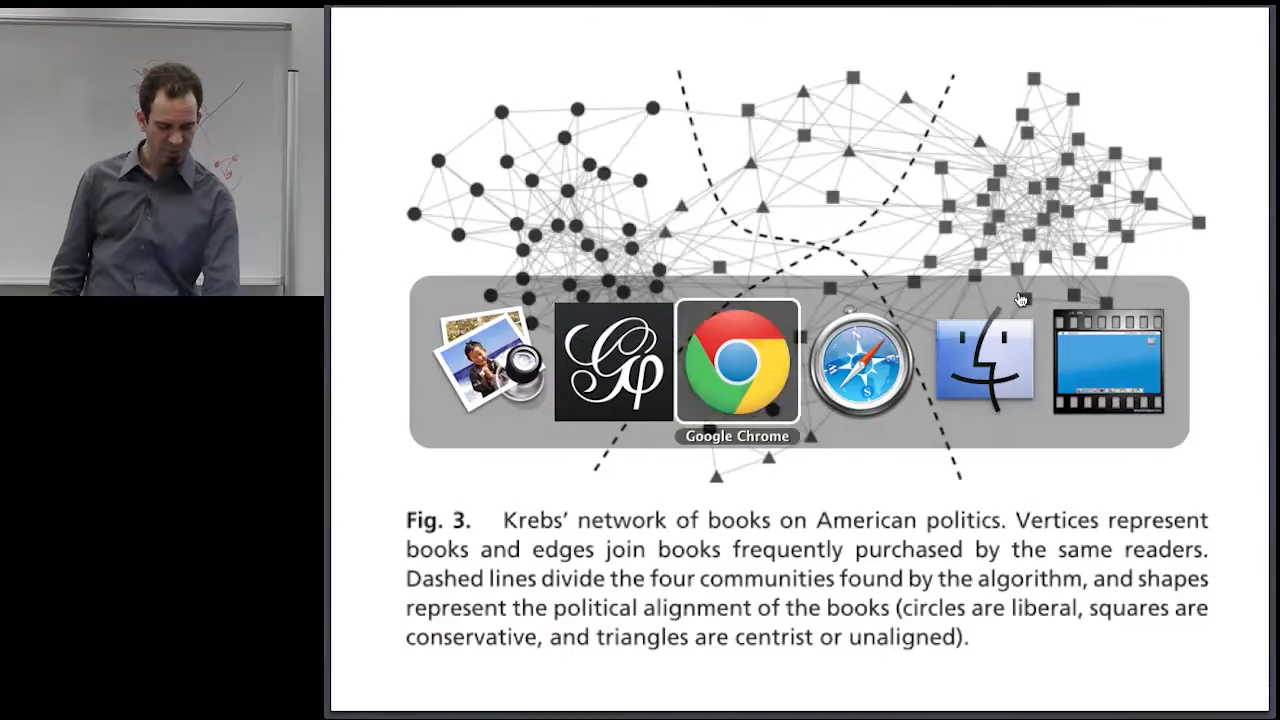 Gφ
Google Chrome
Fig. 3. Krebs' network of books on American politics. Vertices represent
books and edges join books frequently purchased by the same readers.
Dashed lines divide the four communities found by the algorithm, and shapes
represent the political alignment of the books (circles are liberal, squares are
conservative, and triangles are centrist or unaligned).